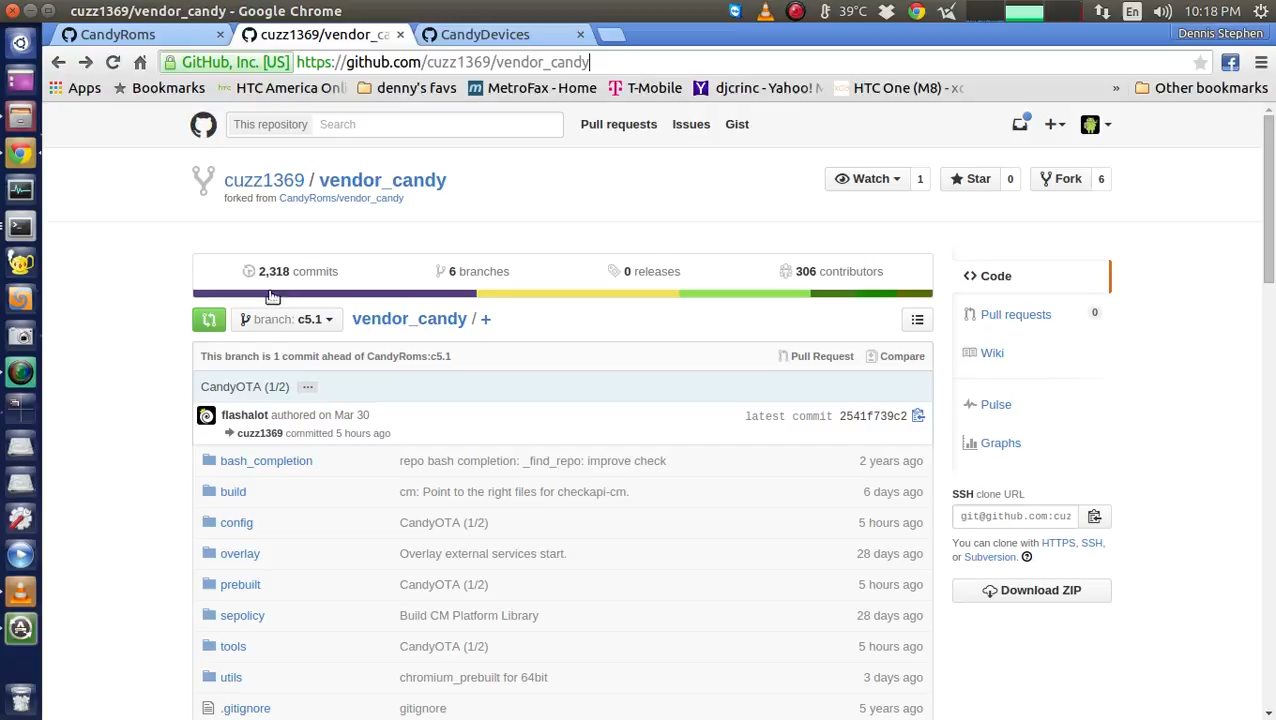 cuzz1369/vendor_candy - Google Chrome
39°C
En
10:18 PM
CandyRoms
×
cuzz1369/vendor_ca
×
CandyDevices
×
Dennis Stephen
GitHub, Inc. [US]
https://github.com/cuzz1369/vendor_candy
Apps
Bookmarks
HTC America Onli
denny's favs
MetroFax - Home
T-Mobile
djcrinc - Yahoo! M
HTC One (M8) - xd
»
Other bookmarks
This repository
Search
Pull requests
Issues
Gist
cuzz1369 / vendor_candy
forked from CandyRoms/vendor_candy
Watch
1
Star
0
Fork
6
2,318 commits
6 branches
0 releases
306 contributors
branch: c5.1
vendor_candy / +
This branch is 1 commit ahead of CandyRoms:c5.1
Pull Request
Compare
CandyOTA (1/2)
...
flashalot authored on Mar 30
latest commit 2541f739c2
cuzz1369 committed 5 hours ago
bash_completion
repo bash completion: _find_repo: improve check
2 years ago
build
cm: Point to the right files for checkapi-cm.
6 days ago
config
CandyOTA (1/2)
5 hours ago
overlay
Overlay external services start.
28 days ago
prebuilt
CandyOTA (1/2)
5 hours ago
sepolicy
Build CM Platform Library
28 days ago
tools
CandyOTA (1/2)
5 hours ago
utils
chromium_prebuilt for 64bit
3 days ago
.gitignore
gitignore
5 years ago
Code
Pull requests
0
Wiki
Pulse
Graphs
SSH clone URL
git@github.com:cuz
You can clone with HTTPS, SSH,
or Subversion.
Download ZIP